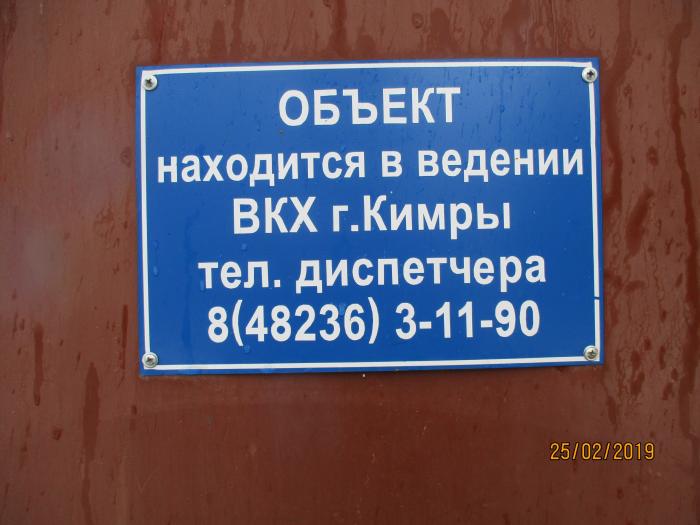 ОБЪЕКТ
находится в ведении
ВКХ г.Кимры
тел. диспетчера
8(48236) 3-11-90
25/02/2019